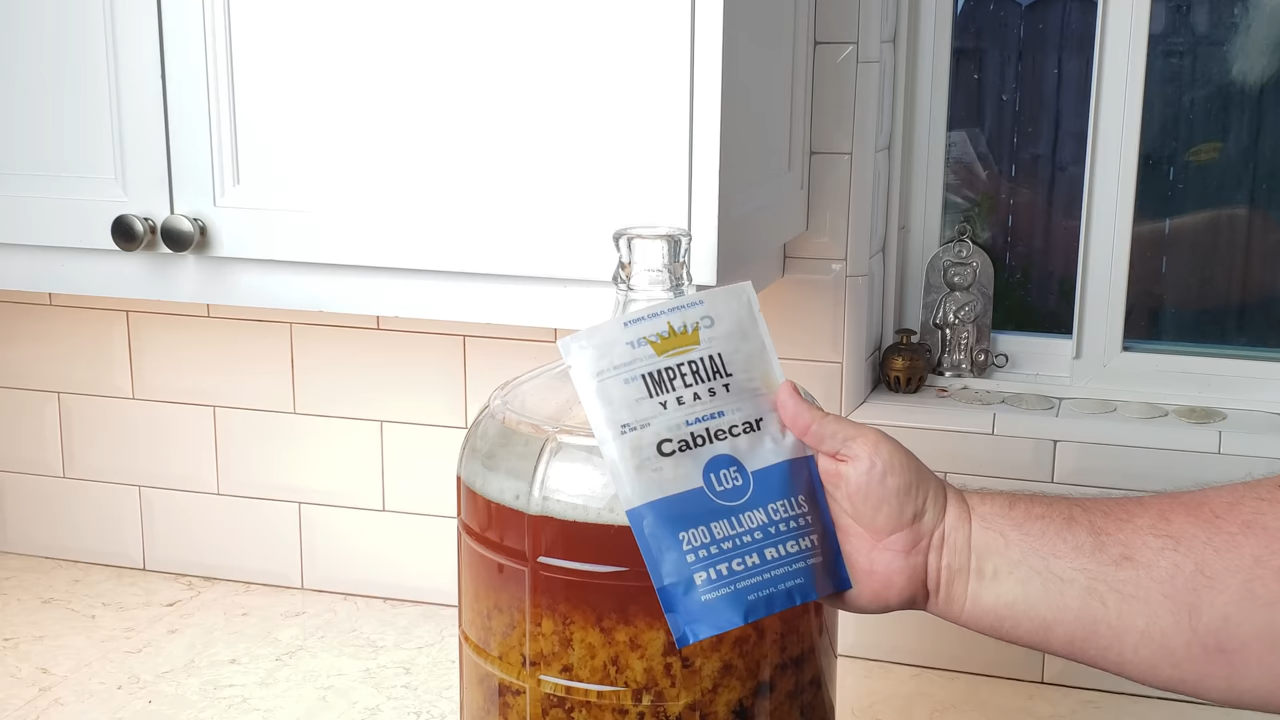 STORE COLD, OPEN COLD
Cablecar
IMPERIAL
YEAST
LAGER
Cablecar
L05
200 BILLION CELLS
BREWING YEAST
PITCH RIGHT
PROUDLY GROWN IN PORTLAND, OREGON